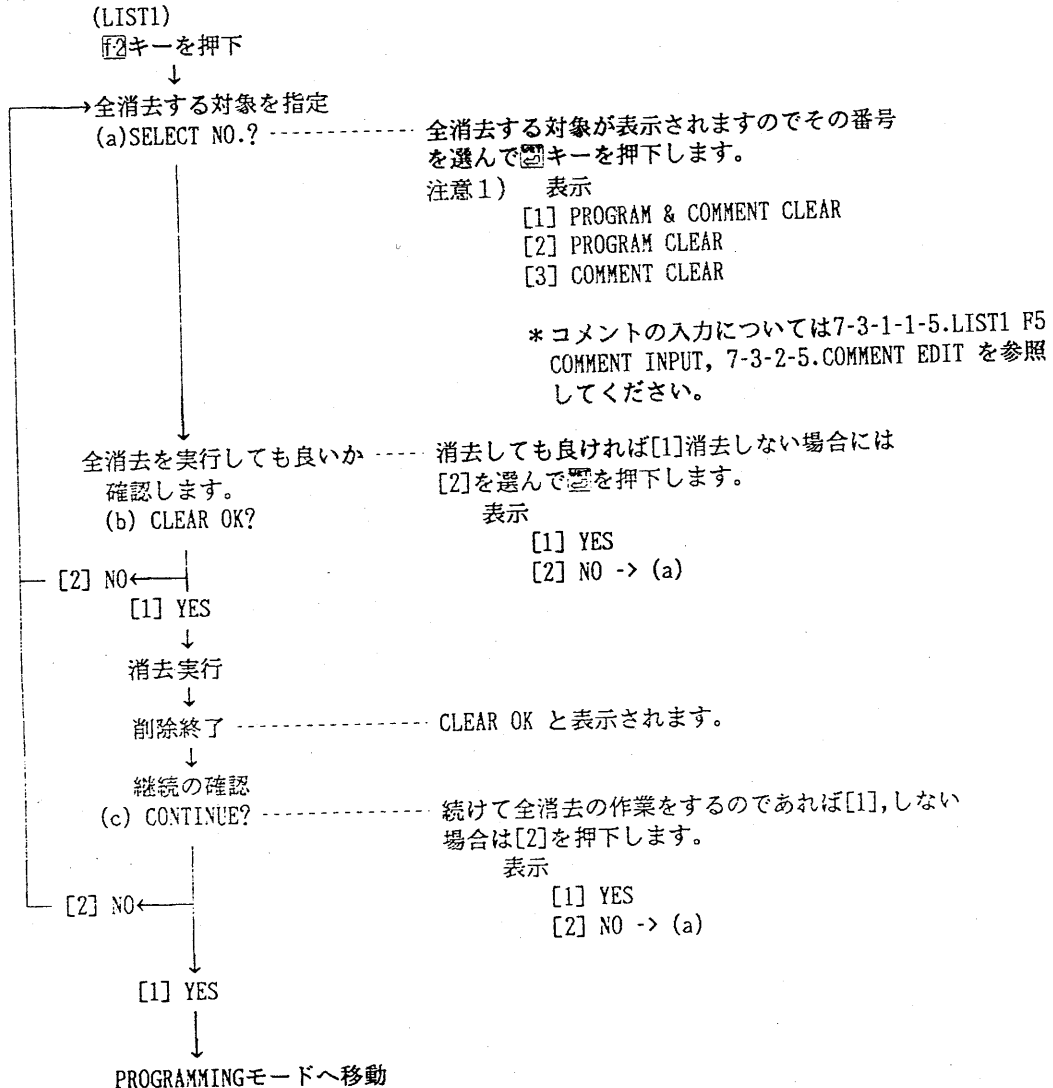 (LIST1)
f・2キーを押下
↓
→全消去する対象を指定
(a)SELECT NO.? ------------- 全消去する対象が表示されますのでその番号
を選んでキーを押下します。
注意1) 表示
[1] PROGRAM & COMMENT CLEAR
[2] PROGRAM CLEAR
[3] COMMENT CLEAR
*コメントの入力については7-3-1-1-5.LIST1 F5
COMMENT INPUT, 7-3-2-5.COMMENT EDIT を参照
してください。
全消去を実行しても良いか ----- 消去しても良ければ[1]消去しない場合には
確認します。 [2]を選んでを押下します。
(b) CLEAR OK? 表示
[1] YES
[2] NO← [2] NO -> (a)
[1] YES
↓
消去実行
↓
削除終了 --------------- CLEAR OK と表示されます。
↓
継続の確認
(c) CONTINUE? ------------- 続けて全消去の作業をするのであれば[1],しない
場合は[2]を押下します。
表示
[1] YES
[2] NO← [2] NO -> (a)
[1] YES
↓
PROGRAMMINGモードへ移動